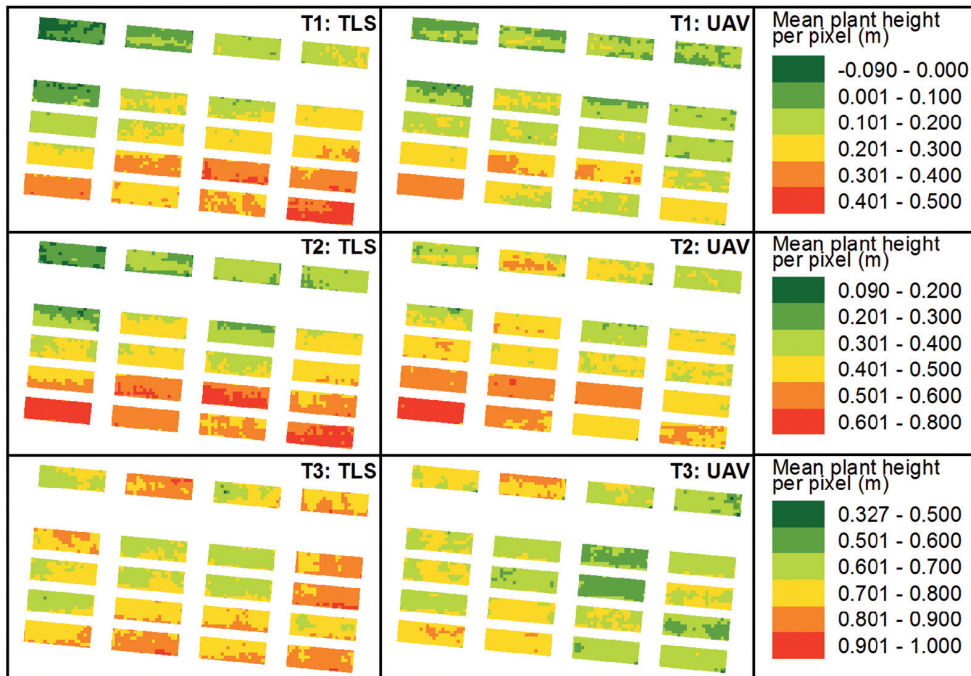 T1: TLS
T1: UAV
Mean plant height
per pixel (m)
-0.090 - 0.000
0.001 - 0.100
0.101 - 0.200
0.201 - 0.300
0.301 - 0.400
0.401 - 0.500
T2: TLS
T2: UAV
Mean plant height
per pixel (m)
0.090 - 0.200
0.201 - 0.300
0.301 - 0.400
0.401 - 0.500
0.501 - 0.600
0.601 - 0.800
T3: TLS
T3: UAV
Mean plant height
per pixel (m)
0.327 - 0.500
0.501 - 0.600
0.601 - 0.700
0.701 - 0.800
0.801 - 0.900
0.901 - 1.000